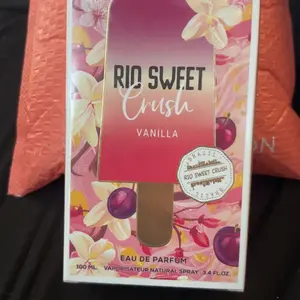 RIO SWEET
Crush
VANILLA
RIO SWEET CRUSH
EAU DE PARFUM
100 ML. VAPORISATEUR NATURAL SPRAY 3.4 FL.OZ.
ON